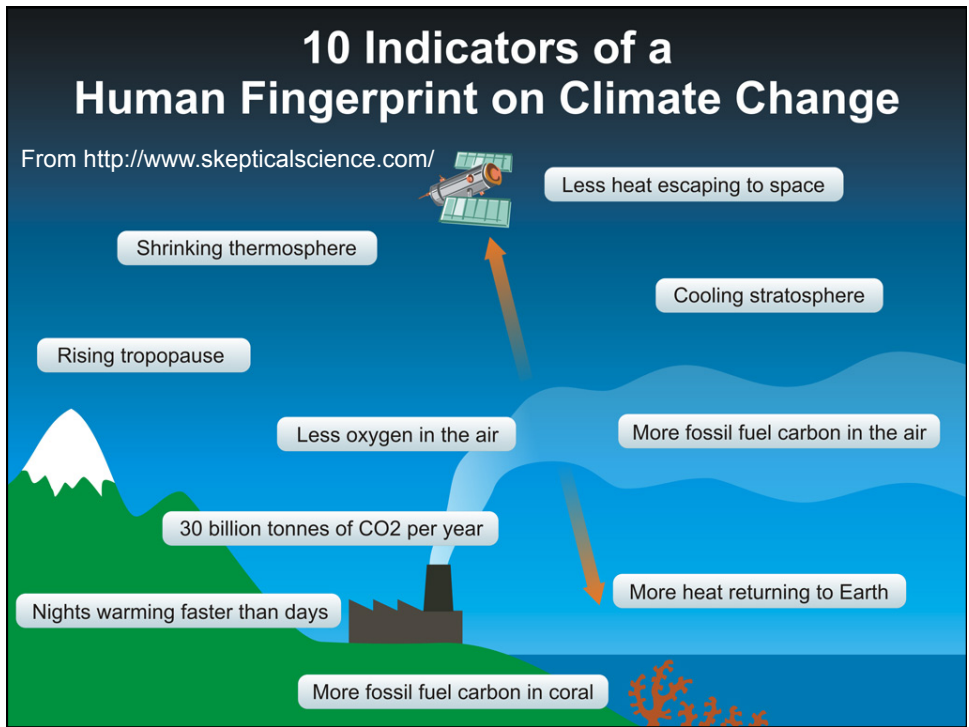 10 Indicators of a
Human Fingerprint on Climate Change
From http://www.skepticalscience.com/
Less heat escaping to space
Shrinking thermosphere
Cooling stratosphere
Rising tropopause
Less oxygen in the air
More fossil fuel carbon in the air
30 billion tonnes of CO2 per year
More heat returning to Earth
Nights warming faster than days
More fossil fuel carbon in coral